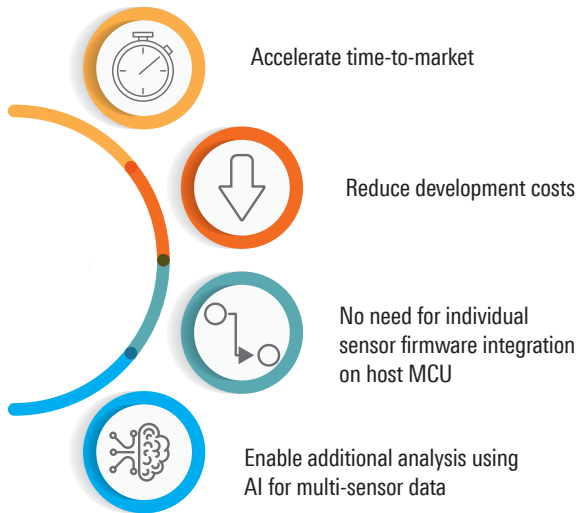 Accelerate time-to-market
Reduce development costs
No need for individual
sensor firmware integration
on host MCU
Enable additional analysis using
AI for multi-sensor data